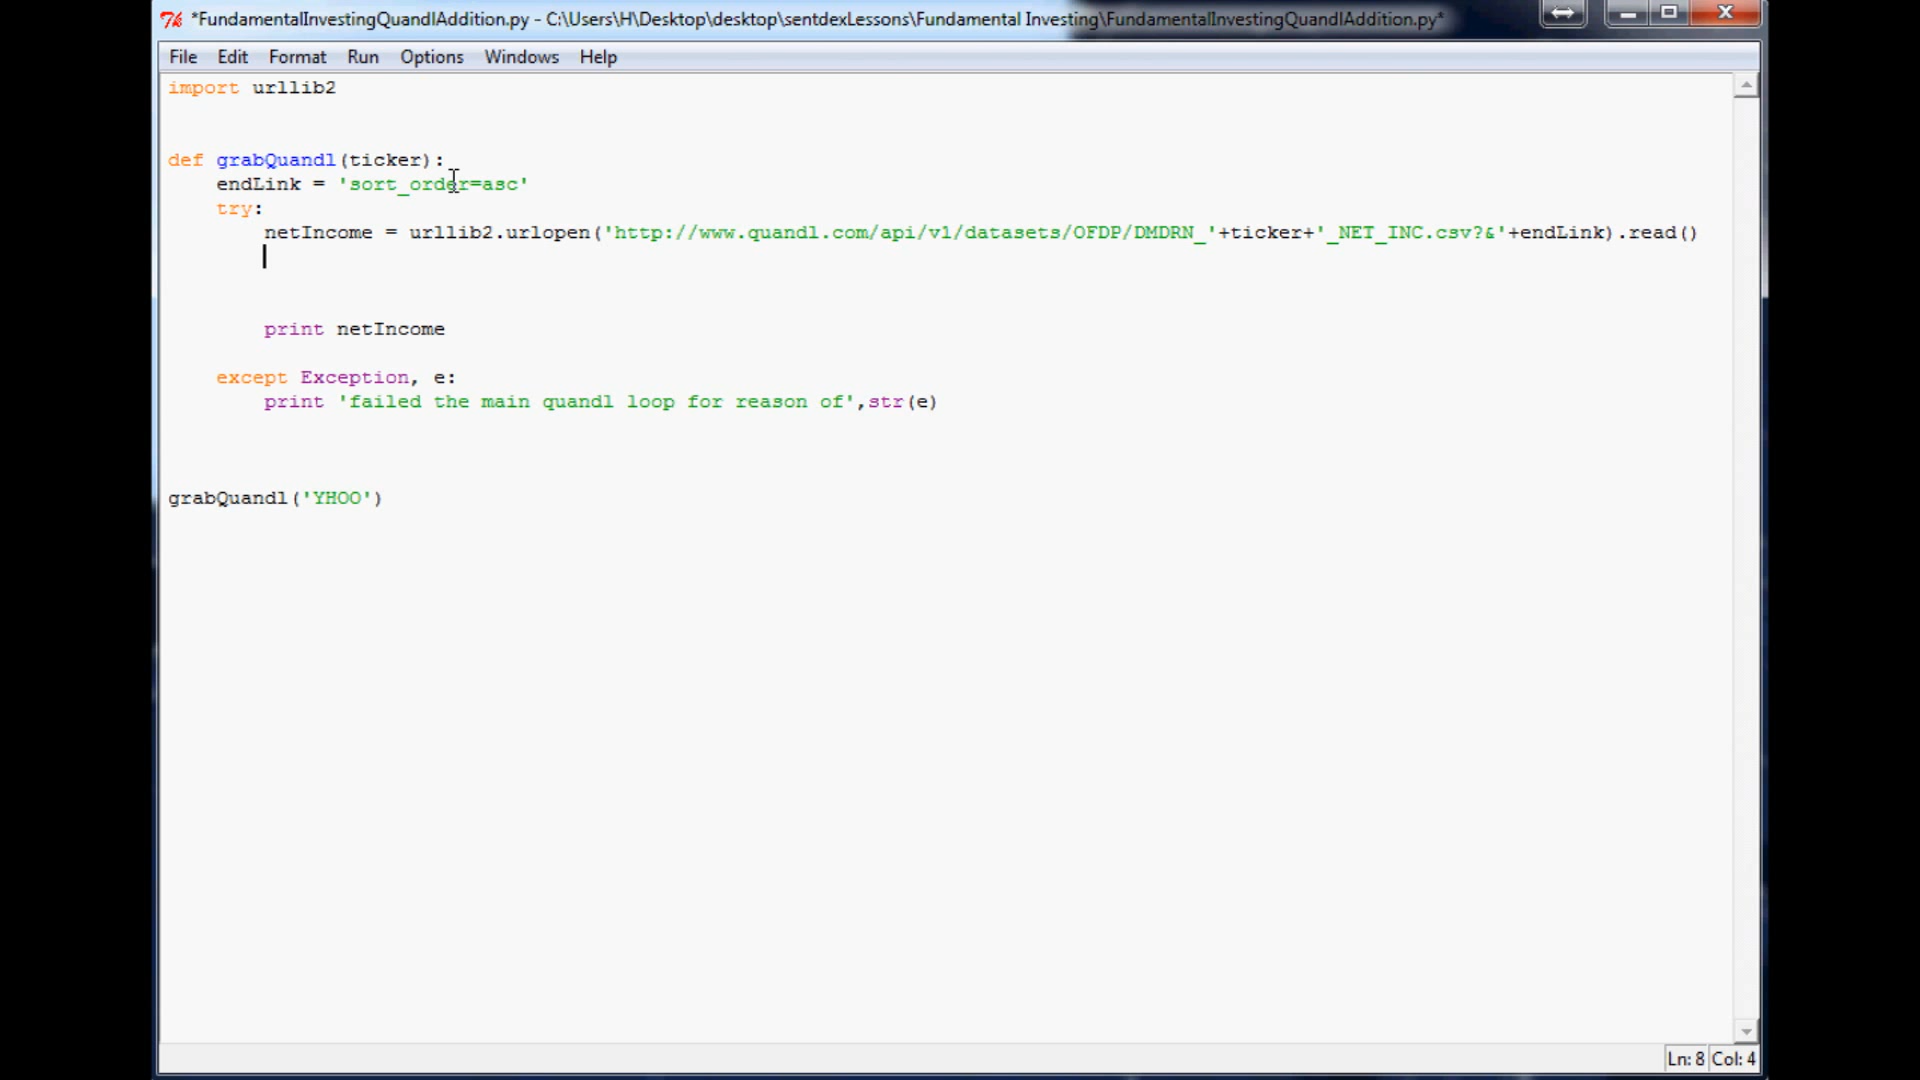 *FundamentalInvestingQuandlAddition.py - C:\Users\H\Desktop\desktop\sentdexLessons\Fundamental Investing\FundamentalInvestingQuandlAddition.py*
File Edit Format Run Options Windows Help
import urllib2
def grabQuandl(ticker):
endLink = 'sort_order=asc'
try:
netIncome = urllib2.urlopen('http://www.quandl.com/api/v1/datasets/OFDP/DMDRN_'+ticker+'_NET_INC.csv?&'+endLink).read()
print netIncome
except Exception, e:
print 'failed the main quandl loop for reason of',str(e)
grabQuandl('YHOO')
Ln: 8 Col: 4